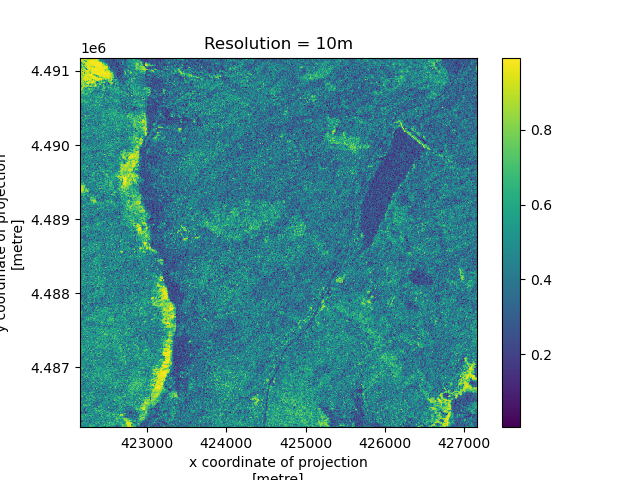 Resolution = 10m
1e6
4.491
4.490
4.489
4.488
4.487
y coordinate of projection
[metre]
423000 424000 425000 426000 427000
x coordinate of projection
[metre]
0.8
0.6
0.4
0.2